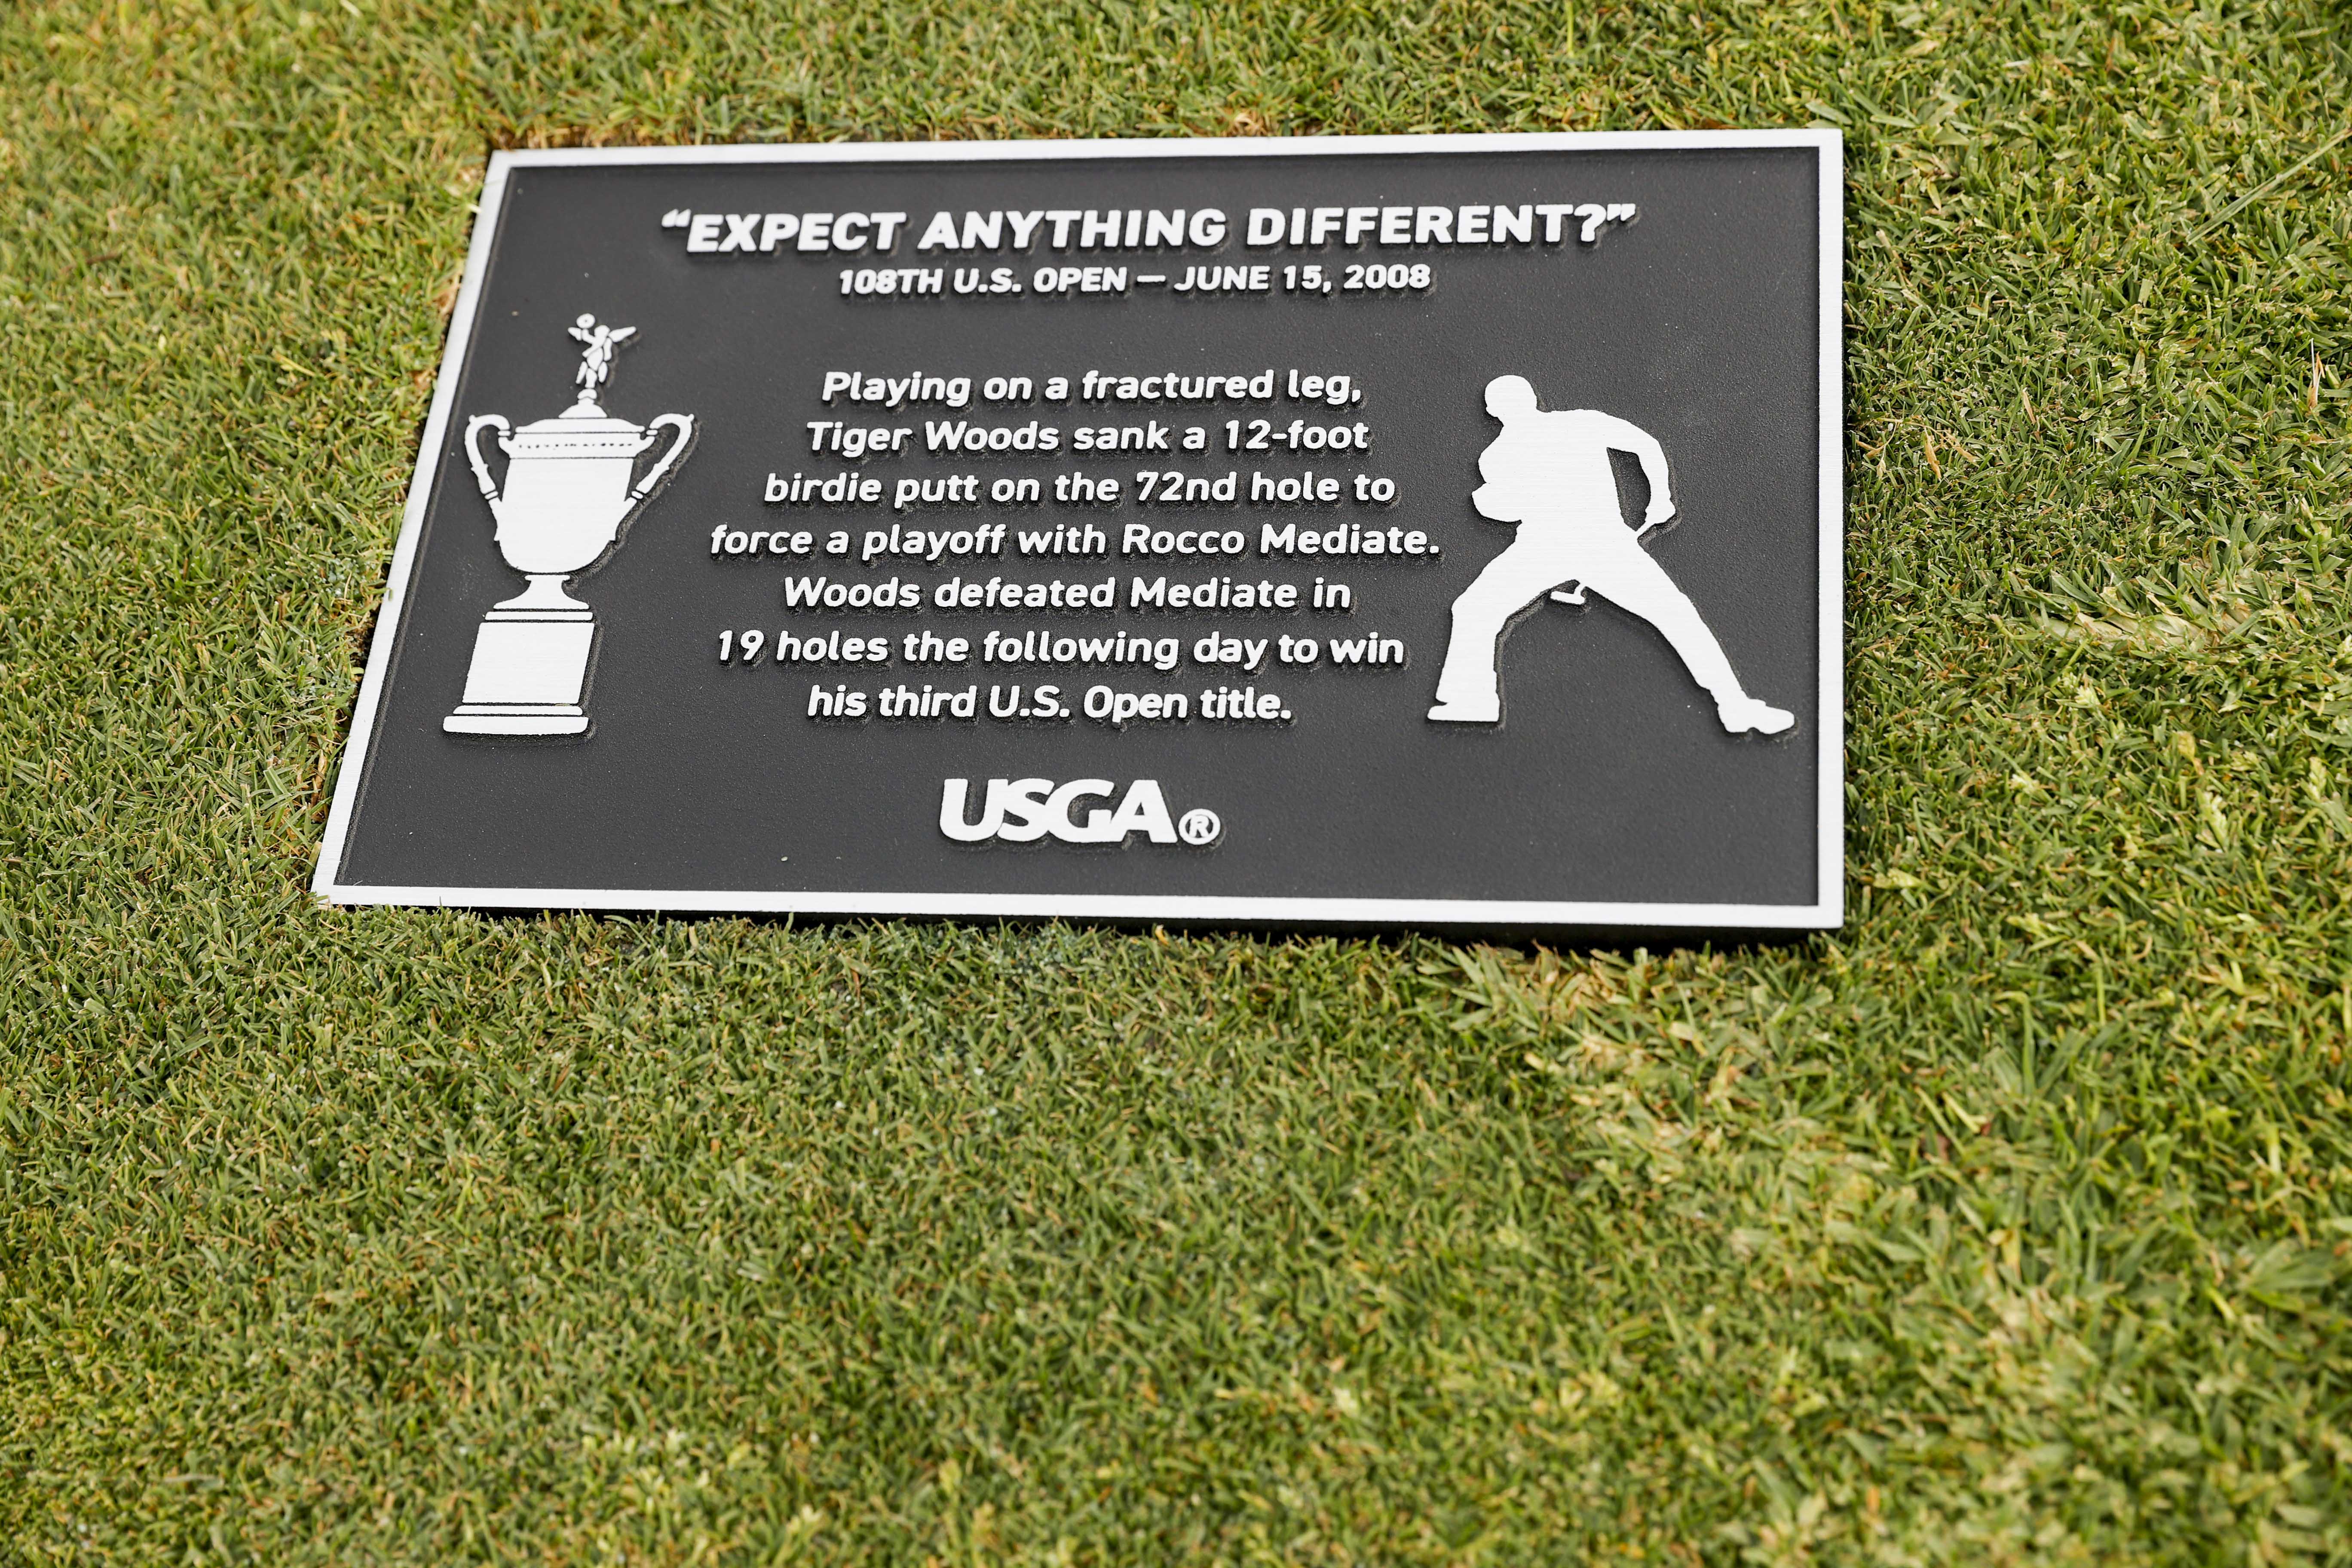 “EXPECT ANYTHING DIFFERENT?”
108TH U.S. OPEN — JUNE 15, 2008
Playing on a fractured leg,
Tiger Woods sank a 12-foot
birdie putt on the 72nd hole to
force a playoff with Rocco Mediate.
Woods defeated Mediate in
19 holes the following day to win
his third U.S. Open title.
USGA®